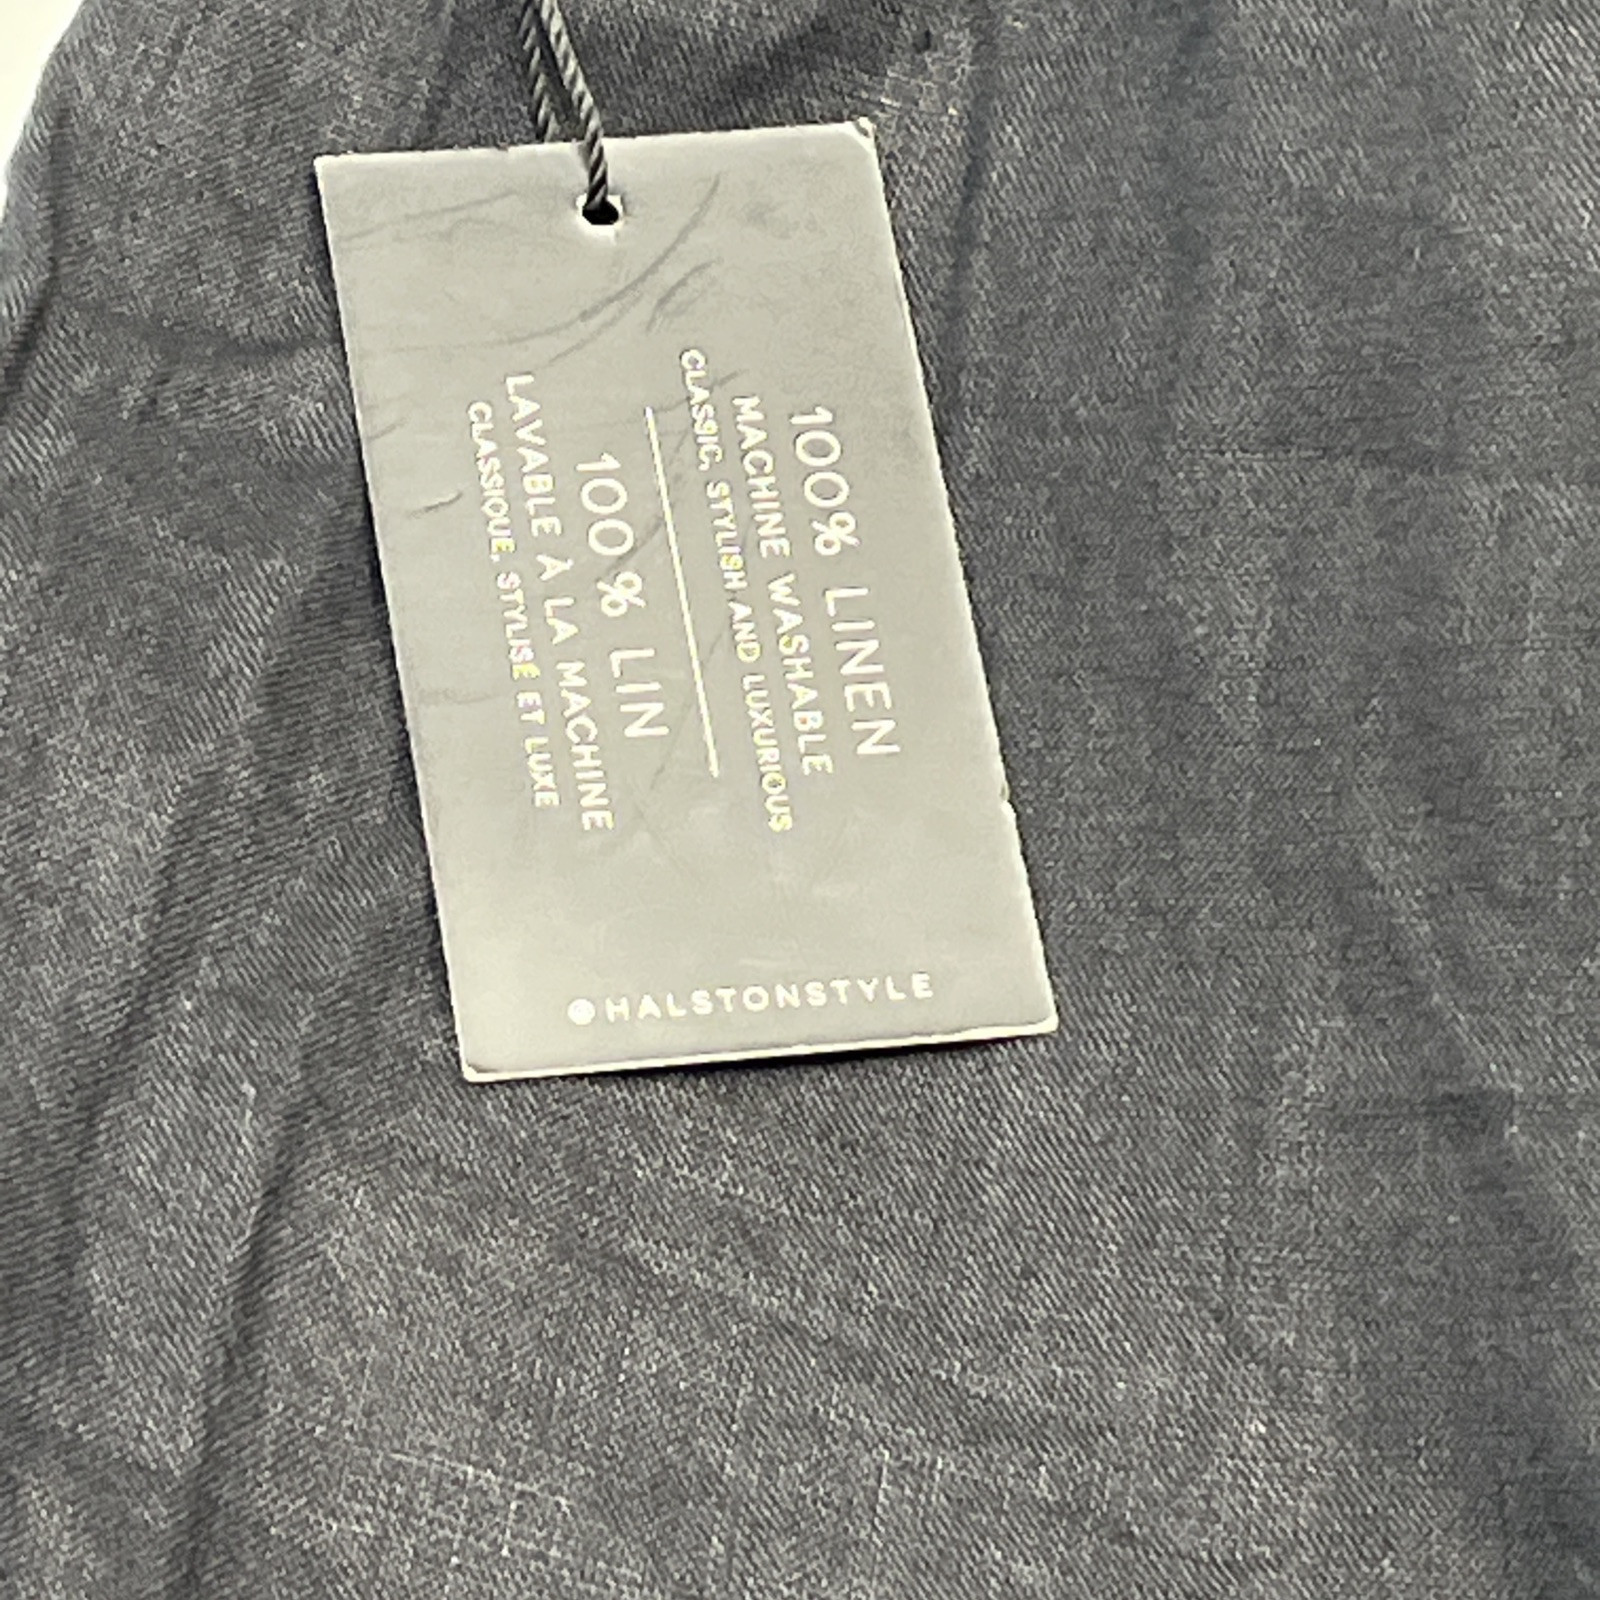 100% LINEN
MACHINE WASHABLE
CLASSIC, STYLISH AND LUXURIOUS
100 % LIN
LAVABLE À LA MACHINE
CLASSIQUE, STYLISÉ ET LUXE
@HALSTONSTYLE